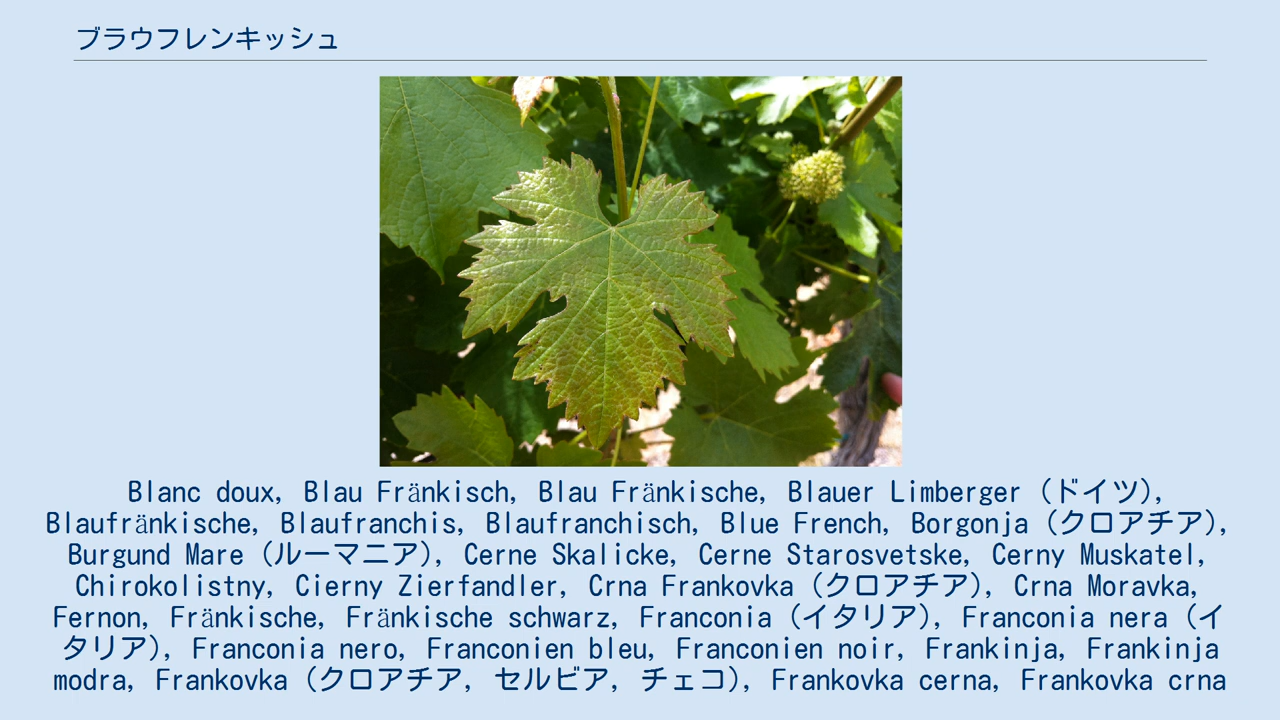 ブラウフレンキッシュ
Blanc doux, Blau Fränkisch, Blau Fränkische, Blauer Limberger (ドイツ),
Blaufränkische, Blaufranchis, Blaufranchisch, Blue French, Borgonja (クロアチア),
Burgund Mare (ルーマニア), Cerne Skalicke, Cerne Starosvetske, Cerny Muskatel,
Chirokolistny, Cierny Zierfandler, Crna Frankovka (クロアチア), Crna Moravka,
Fernon, Fränkische, Fränkische schwarz, Franconia (イタリア), Franconia nera (イ
タリア), Franconia nero, Franconien bleu, Franconien noir, Frankinja, Frankinja
modra, Frankovka (クロアチア, セルビア, チェコ), Frankovka cerna, Frankovka crna